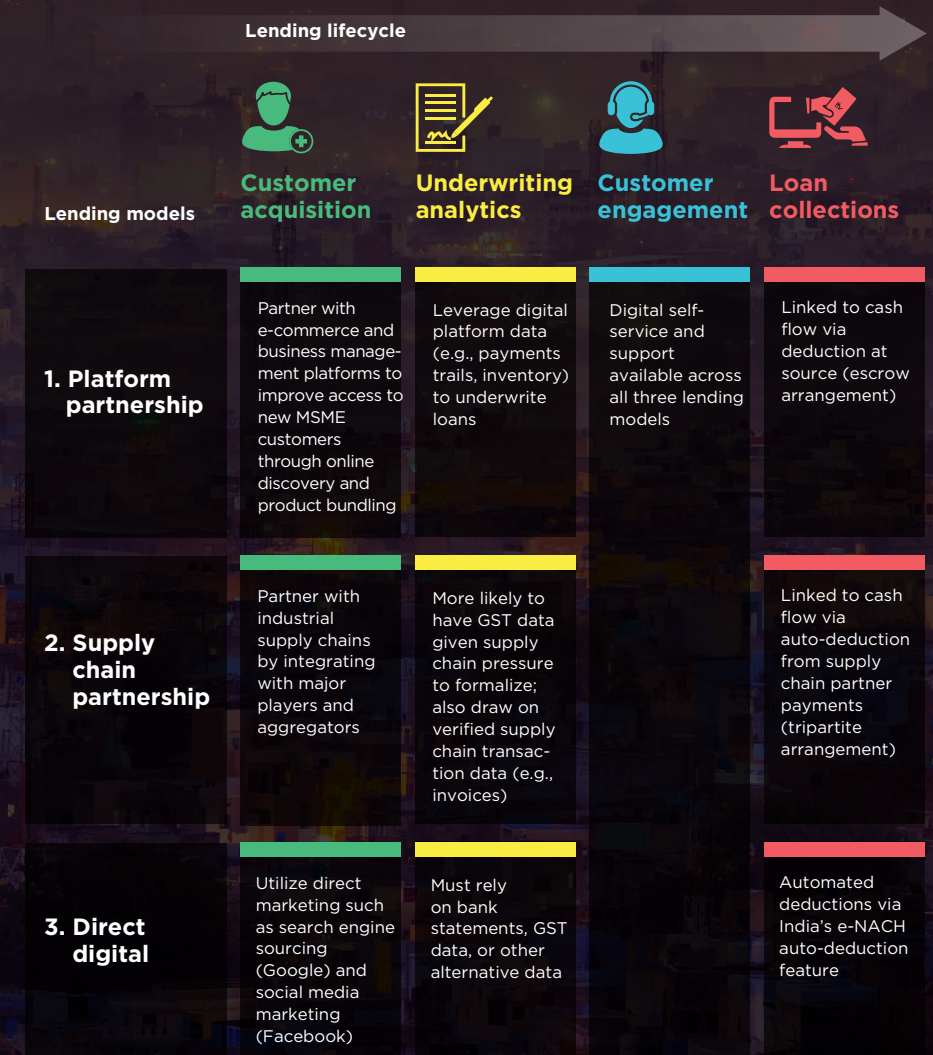 Lending lifecycle
Lending models
Customer
acquisition
Underwriting
analytics
Customer
engagement
Loan
collections
1. Platform
partnership
Partner with
e-commerce and
business manage-
ment platforms to
improve access to
new MSME
customers
through online
discovery and
product bundling
Leverage digital
platform data
(e.g., payments
trails, inventory)
to underwrite
loans
Digital self-
service and
support
available across
all three lending
models
Linked to cash
flow via
deduction at
source (escrow
arrangement)
2. Supply
chain
partnership
Partner with
industrial
supply chains
by integrating
with major
players and
aggregators
More likely to
have GST data
given supply
chain pressure
to formalize;
also draw on
verified supply
chain transac-
tion data (e.g.,
invoices)
Linked to cash
flow via
auto-deduction
from supply
chain partner
payments
(tripartite
arrangement)
3. Direct
digital
Utilize direct
marketing such
as search engine
sourcing
(Google) and
social media
marketing
(Facebook)
Must rely
on bank
statements, GST
data, or other
alternative data
Automated
deductions via
India's e-NACH
auto-deduction
feature